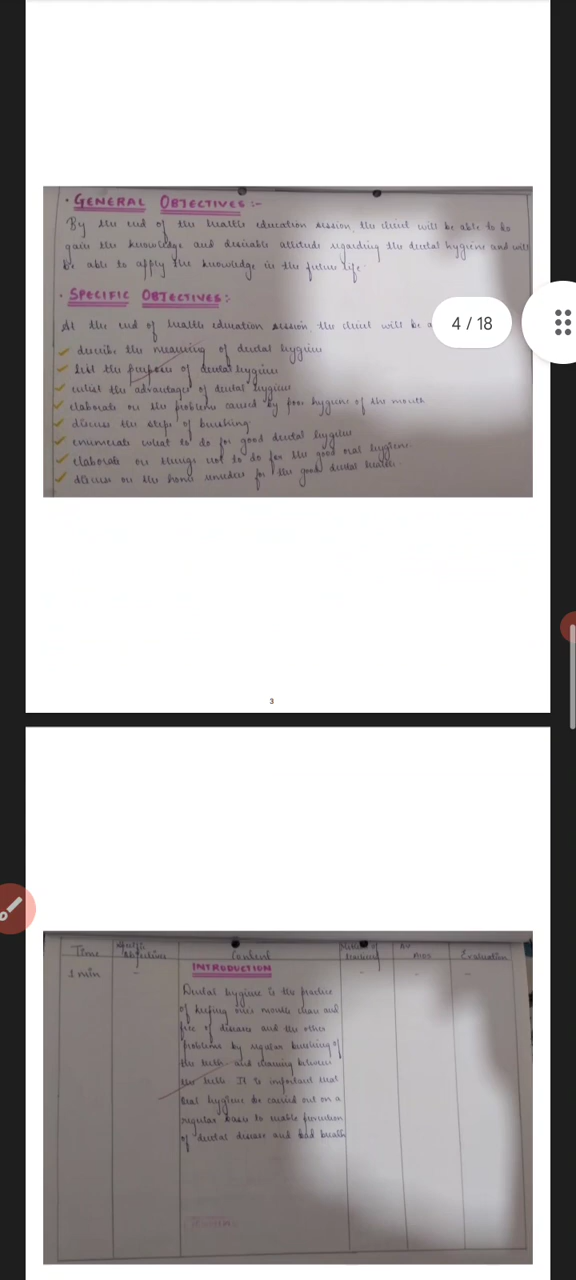 • GENERAL OBJECTIVES:-
By the end of the health education session, the client will be able to
gain the knowledge and desirable attitude regarding the dental hygiene and will
be able to apply the knowledge in the future life.
• SPECIFIC OBJECTIVES:-
At the end of health education session, the client will be
4 / 18
✓ describe the meaning of dental hygiene
✓ list the purpose of dental hygiene
✓ enlist the advantages of dental hygiene
✓ elaborate on the problems caused by poor hygiene of the mouth
✓ discuss the steps of brushing
✓ enumerate what to do for good dental hygiene
✓ elaborate on things not to do for the good oral hygiene.
✓ discuss on the home remedies for the good dental health.
3
Time Specific Objective Content Evaluation
1 min - INTRODUCTION - - -
Dental hygiene is the practice
of keeping ones mouth clean and
free of disease and the other
problems by regular brushing of
the teeth and cleaning between
the teeth. It is important that
oral hygiene be carried out on a
regular basis to enable prevention
of dental disease and bad breath